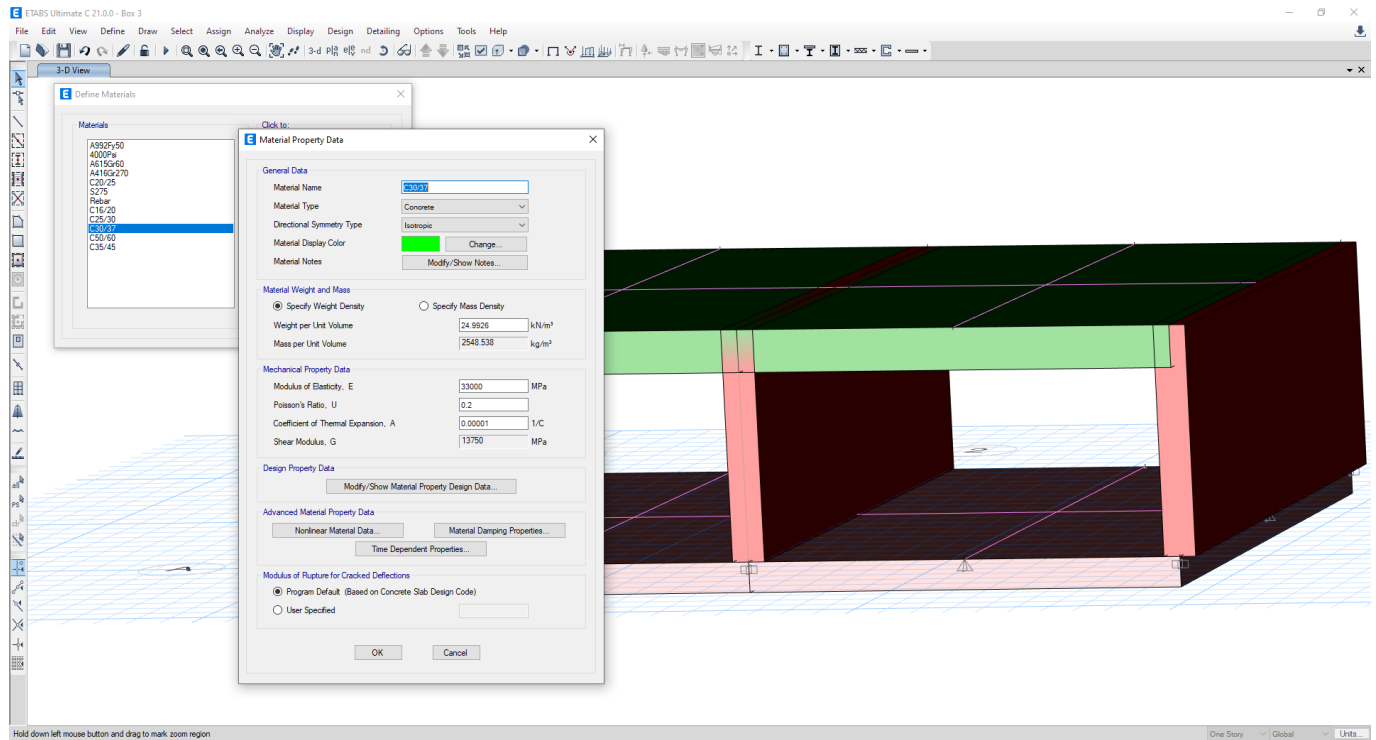 ETABS Ultimate C 21.0.0 - Box 3
File Edit View Define Draw Select Assign Analyze Display Design Detailing Options Tools Help
3-d nd
3-D View
Define Materials
Materials
Click to:
A992Fy50
4000Psi
A615Gr60
A416Gr270
C20/25
S275
Rebar
C16/20
C25/30
C30/37
C50/60
C35/45
Material Property Data
General Data
Material Name C30/37
Material Type Concrete
Directional Symmetry Type Isotropic
Material Display Color Change...
Material Notes Modify/Show Notes...
Material Weight and Mass
Specify Weight Density Specify Mass Density
Weight per Unit Volume 24.9926 kN/m³
Mass per Unit Volume 2548.538 kg/m³
Mechanical Property Data
Modulus of Elasticity, E 33000 MPa
Poisson's Ratio, U 0.2
Coefficient of Thermal Expansion, A 0.00001 1/C
Shear Modulus, G 13750 MPa
Design Property Data
Modify/Show Material Property Design Data...
Advanced Material Property Data
Nonlinear Material Data... Material Damping Properties...
Time Dependent Properties...
Modulus of Rupture for Cracked Deflections
Program Default (Based on Concrete Slab Design Code)
User Specified
OK Cancel
all
PS
clr
Hold down left mouse button and drag to mark zoom region
One Story Global Units...